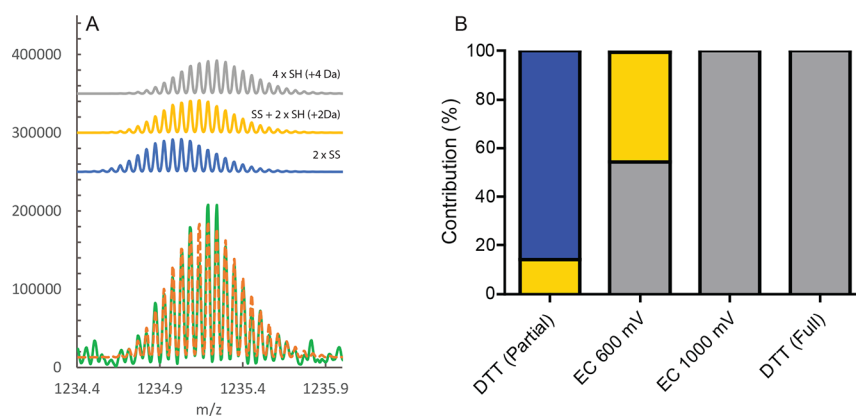 A
400000
300000
200000
100000
0
4 x SH (+4 Da)
SS + 2 x SH (+2Da)
2 x SS
1234.4
1234.9
1235.4
1235.9
m/z
B
Contribution (%)
100
80
60
40
20
0
DTT (Partial)
EC 600 mV
EC 1000 mV
DTT (Full)